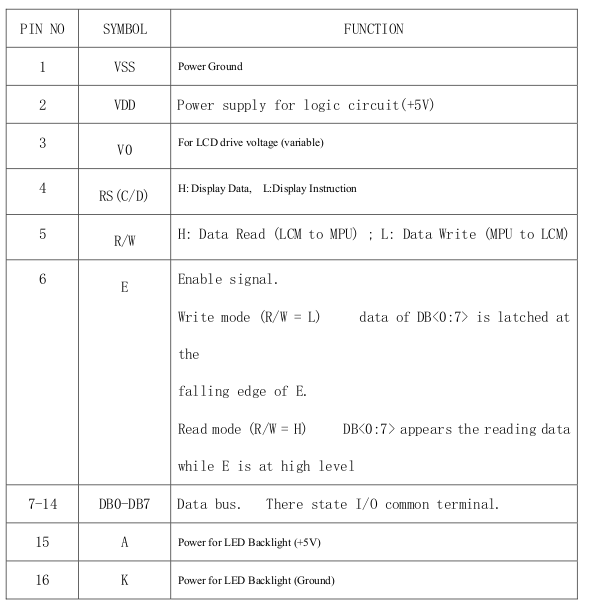 PIN NO SYMBOL FUNCTION
1 VSS Power Ground
2 VDD Power supply for logic circuit(+5V)
3 V0 For LCD drive voltage (variable)
4 RS(C/D) H: Display Data, L:Display Instruction
5 R/W H: Data Read (LCM to MPU) ; L: Data Write (MPU to LCM)
6 E Enable signal.
Write mode (R/W = L) data of DB<0:7> is latched at
the
falling edge of E.
Read mode (R/W = H) DB<0:7> appears the reading data
while E is at high level
7-14 DB0-DB7 Data bus. There state I/O common terminal.
15 A Power for LED Backlight (+5V)
16 K Power for LED Backlight (Ground)